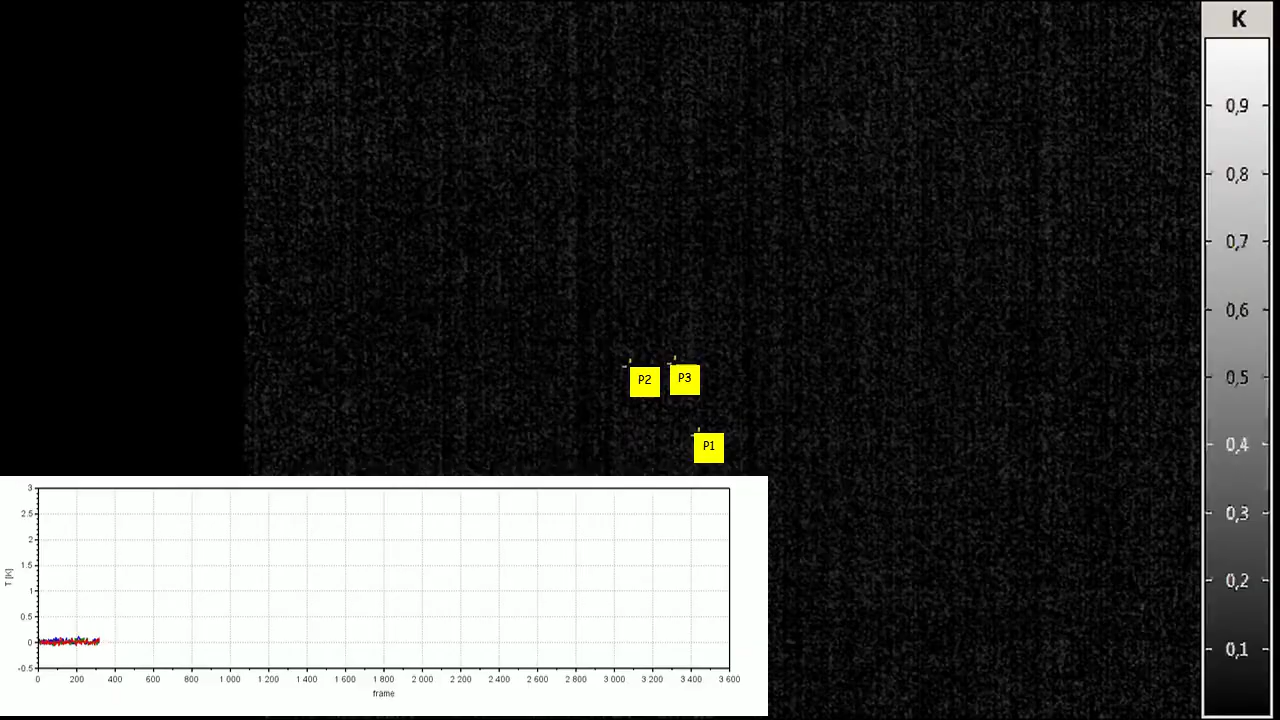 K
0,9
0,8
0,7
0,6
0,5
0,4
0,3
0,2
0,1
P2
P3
P1
3
2.5
2
1.5
1
0.5
0
-0.5
T [K]
0 200 400 600 800 1 000 1 200 1 400 1 600 1 800 2 000 2 200 2 400 2 600 2 800 3 000 3 200 3 400 3 600
frame